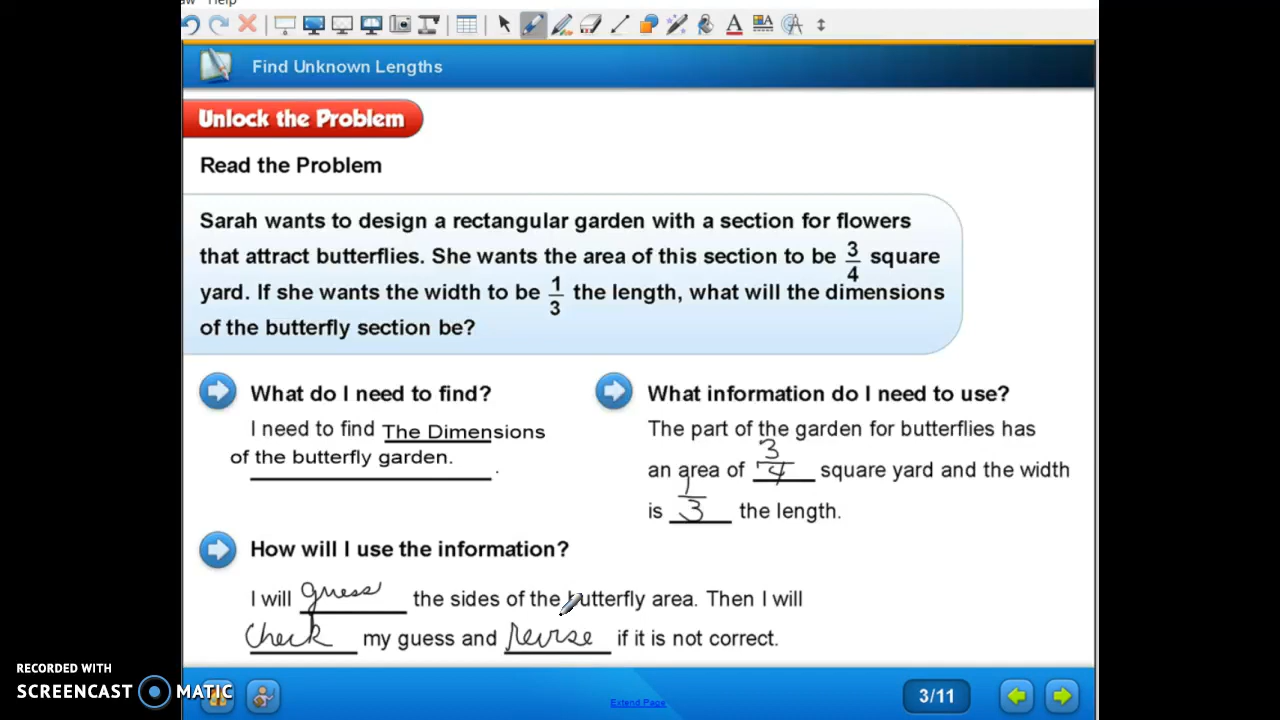 aw Help
Find Unknown Lengths
Unlock the Problem
Read the Problem
Sarah wants to design a rectangular garden with a section for flowers
that attract butterflies. She wants the area of this section to be 3/4 square
yard. If she wants the width to be 1/3 the length, what will the dimensions
of the butterfly section be?
What do I need to find?
I need to find The Dimensions
of the butterfly garden. .
What information do I need to use?
The part of the garden for butterflies has
an area of 3/4 square yard and the width
is 1/3 the length.
How will I use the information?
I will guess the sides of the butterfly area. Then I will
check my guess and revise if it is not correct.
RECORDED WITH
SCREENCAST MATIC
Extend Page
3/11